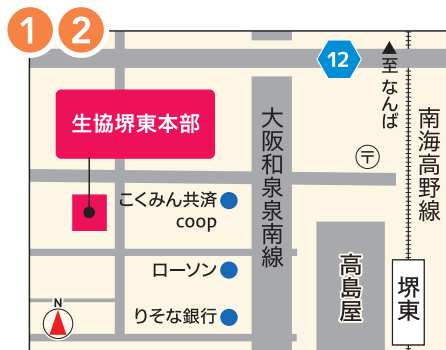 1 2
12
至 なんば
生協堺東本部
大阪和泉泉南線
南海高野線
〒
こくみん共済
coop
ローソン
高島屋
堺東
りそな銀行
N